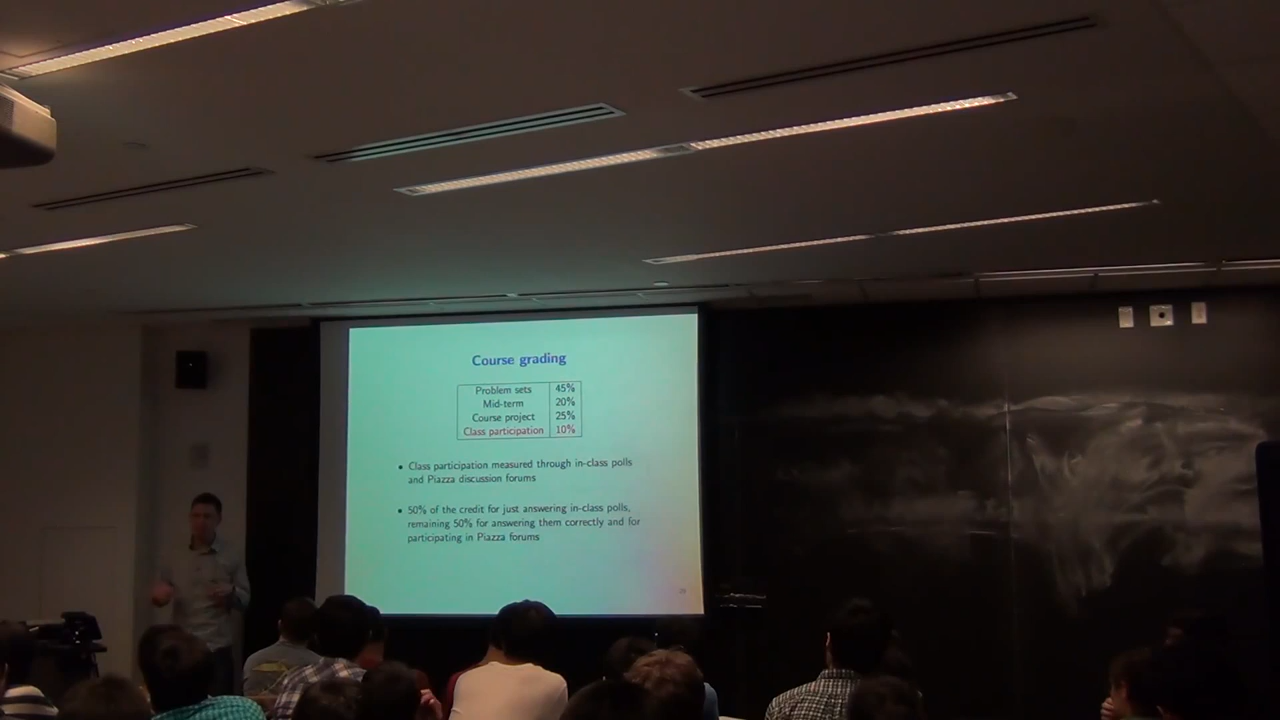 Course grading
Problem sets 45%
Mid-term 20%
Course project 25%
Class participation 10%
• Class participation measured through in-class polls
and Piazza discussion forums
• 50% of the credit for just answering in-class polls,
remaining 50% for answering them correctly and for
participating in Piazza forums